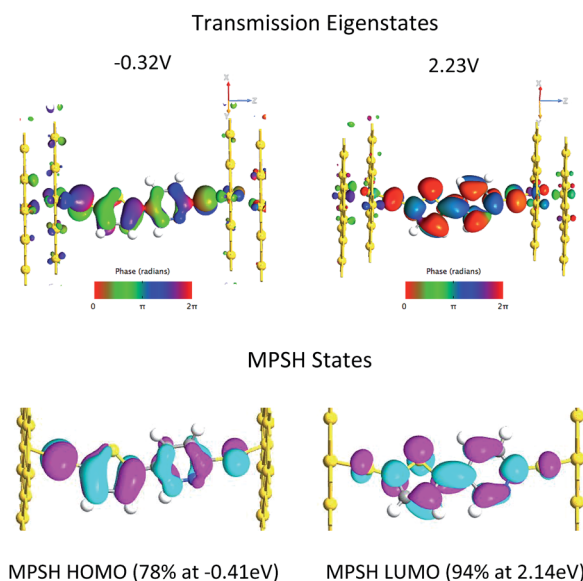 Transmission Eigenstates
-0.32V
2.23V
X
Z
Y
X
Z
Y
Phase (radians)
0
π
2π
Phase (radians)
0
π
2π
MPSH States
MPSH HOMO (78% at -0.41eV)
MPSH LUMO (94% at 2.14eV)